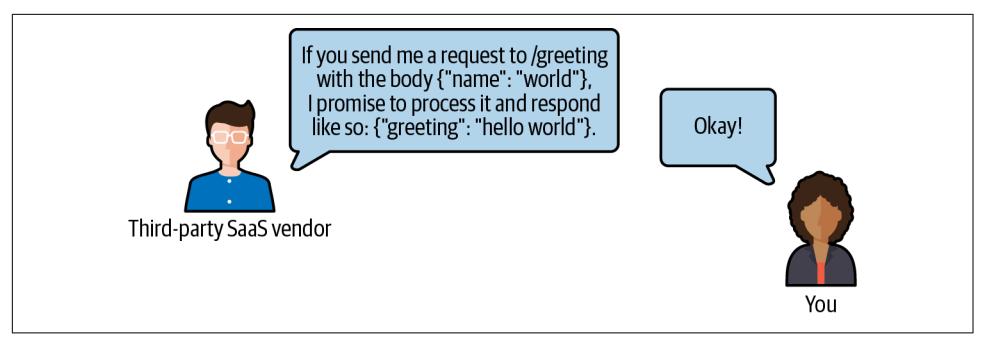 If you send me a request to /greeting
with the body {"name": "world"},
I promise to process it and respond
like so: {"greeting": "hello world"}.
Okay!
Third-party SaaS vendor
You